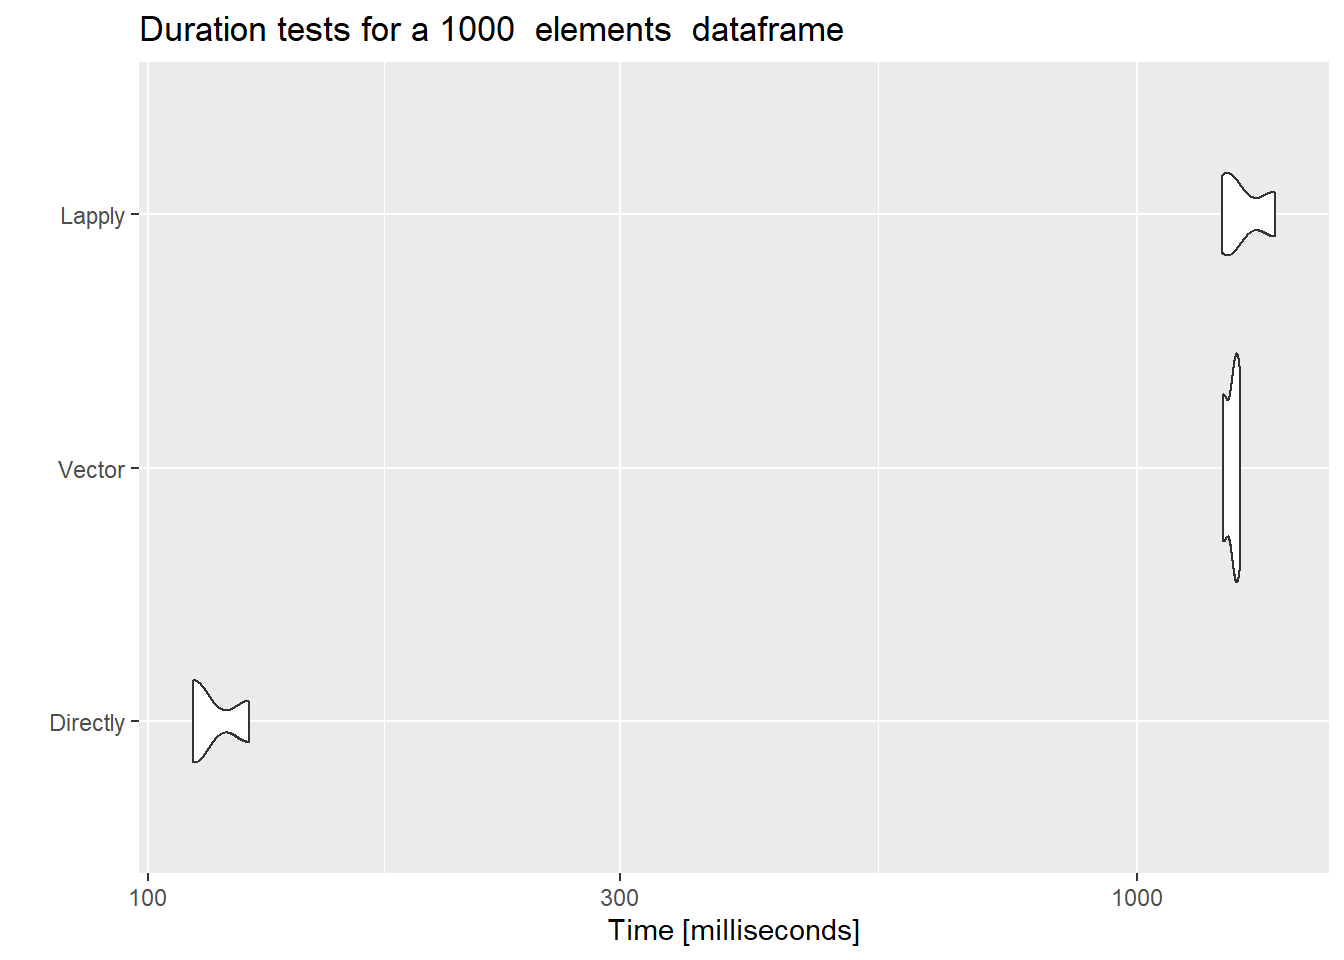 Duration tests for a 1000  elements  dataframe
Lapply
Vector
Directly
100 300 1000
Time [milliseconds]